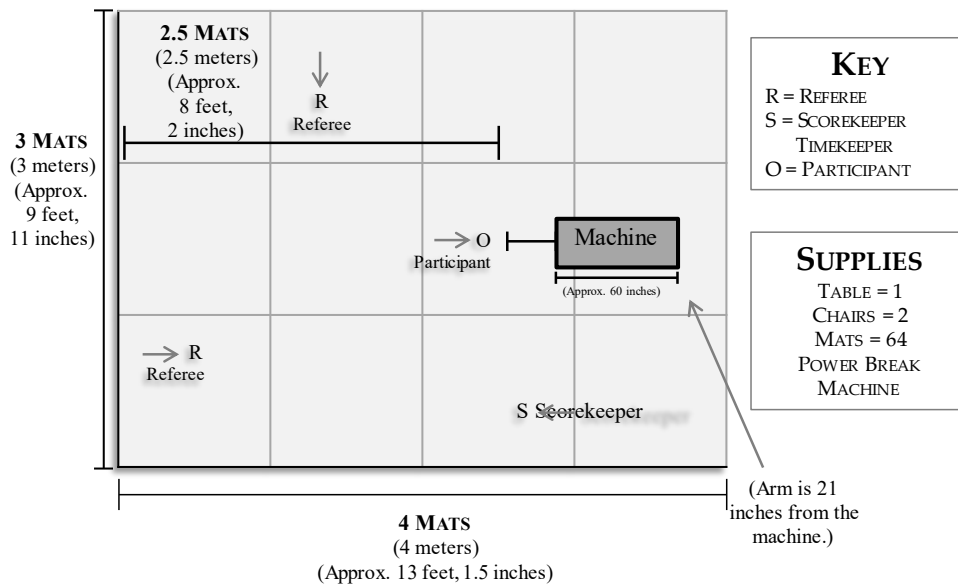 2.5 MATS
(2.5 meters)
(Approx.
8 feet,
2 inches)
R
Referee
3 MATS
(3 meters)
(Approx.
9 feet,
11 inches)
O
Participant
Machine
(Approx. 60 inches)
R
Referee
S Scorekeeper
(Arm is 21
inches from the
machine.)
4 MATS
(4 meters)
(Approx. 13 feet, 1.5 inches)
KEY
R = REFEREE
S = SCOREKEEPER
TIMEKEEPER
O = PARTICIPANT
SUPPLIES
TABLE = 1
CHAIRS = 2
MATS = 64
POWER BREAK
MACHINE